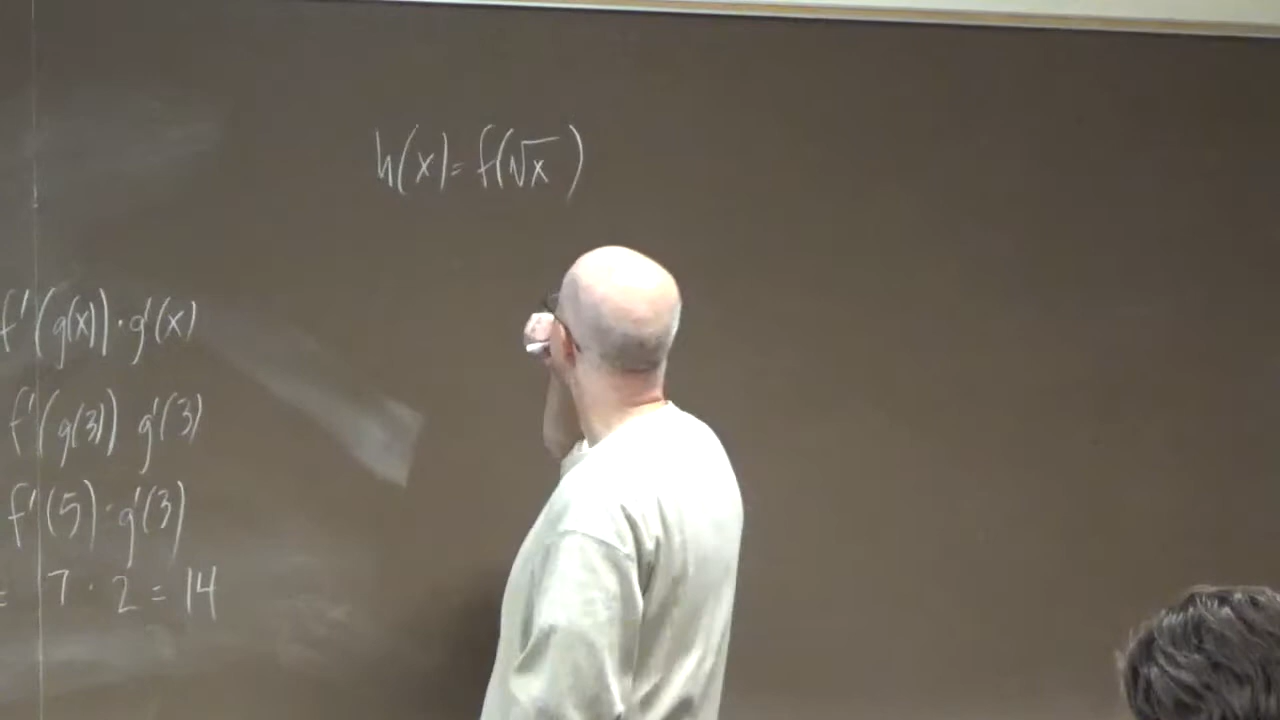 h(x) = f(√x )
f'(g(x)) · g'(x)
f'(g(3)) g'(3)
f'(5) · g'(3)
= 7 · 2 = 14